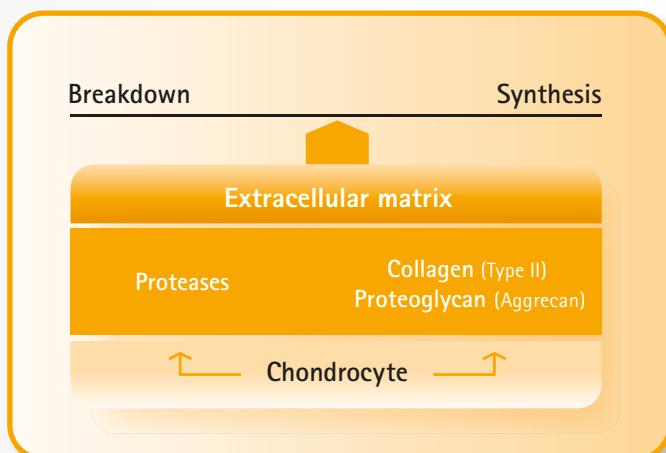 Breakdown Synthesis
Extracellular matrix
Proteases
Collagen (Type II)
Proteoglycan (Aggrecan)
Chondrocyte